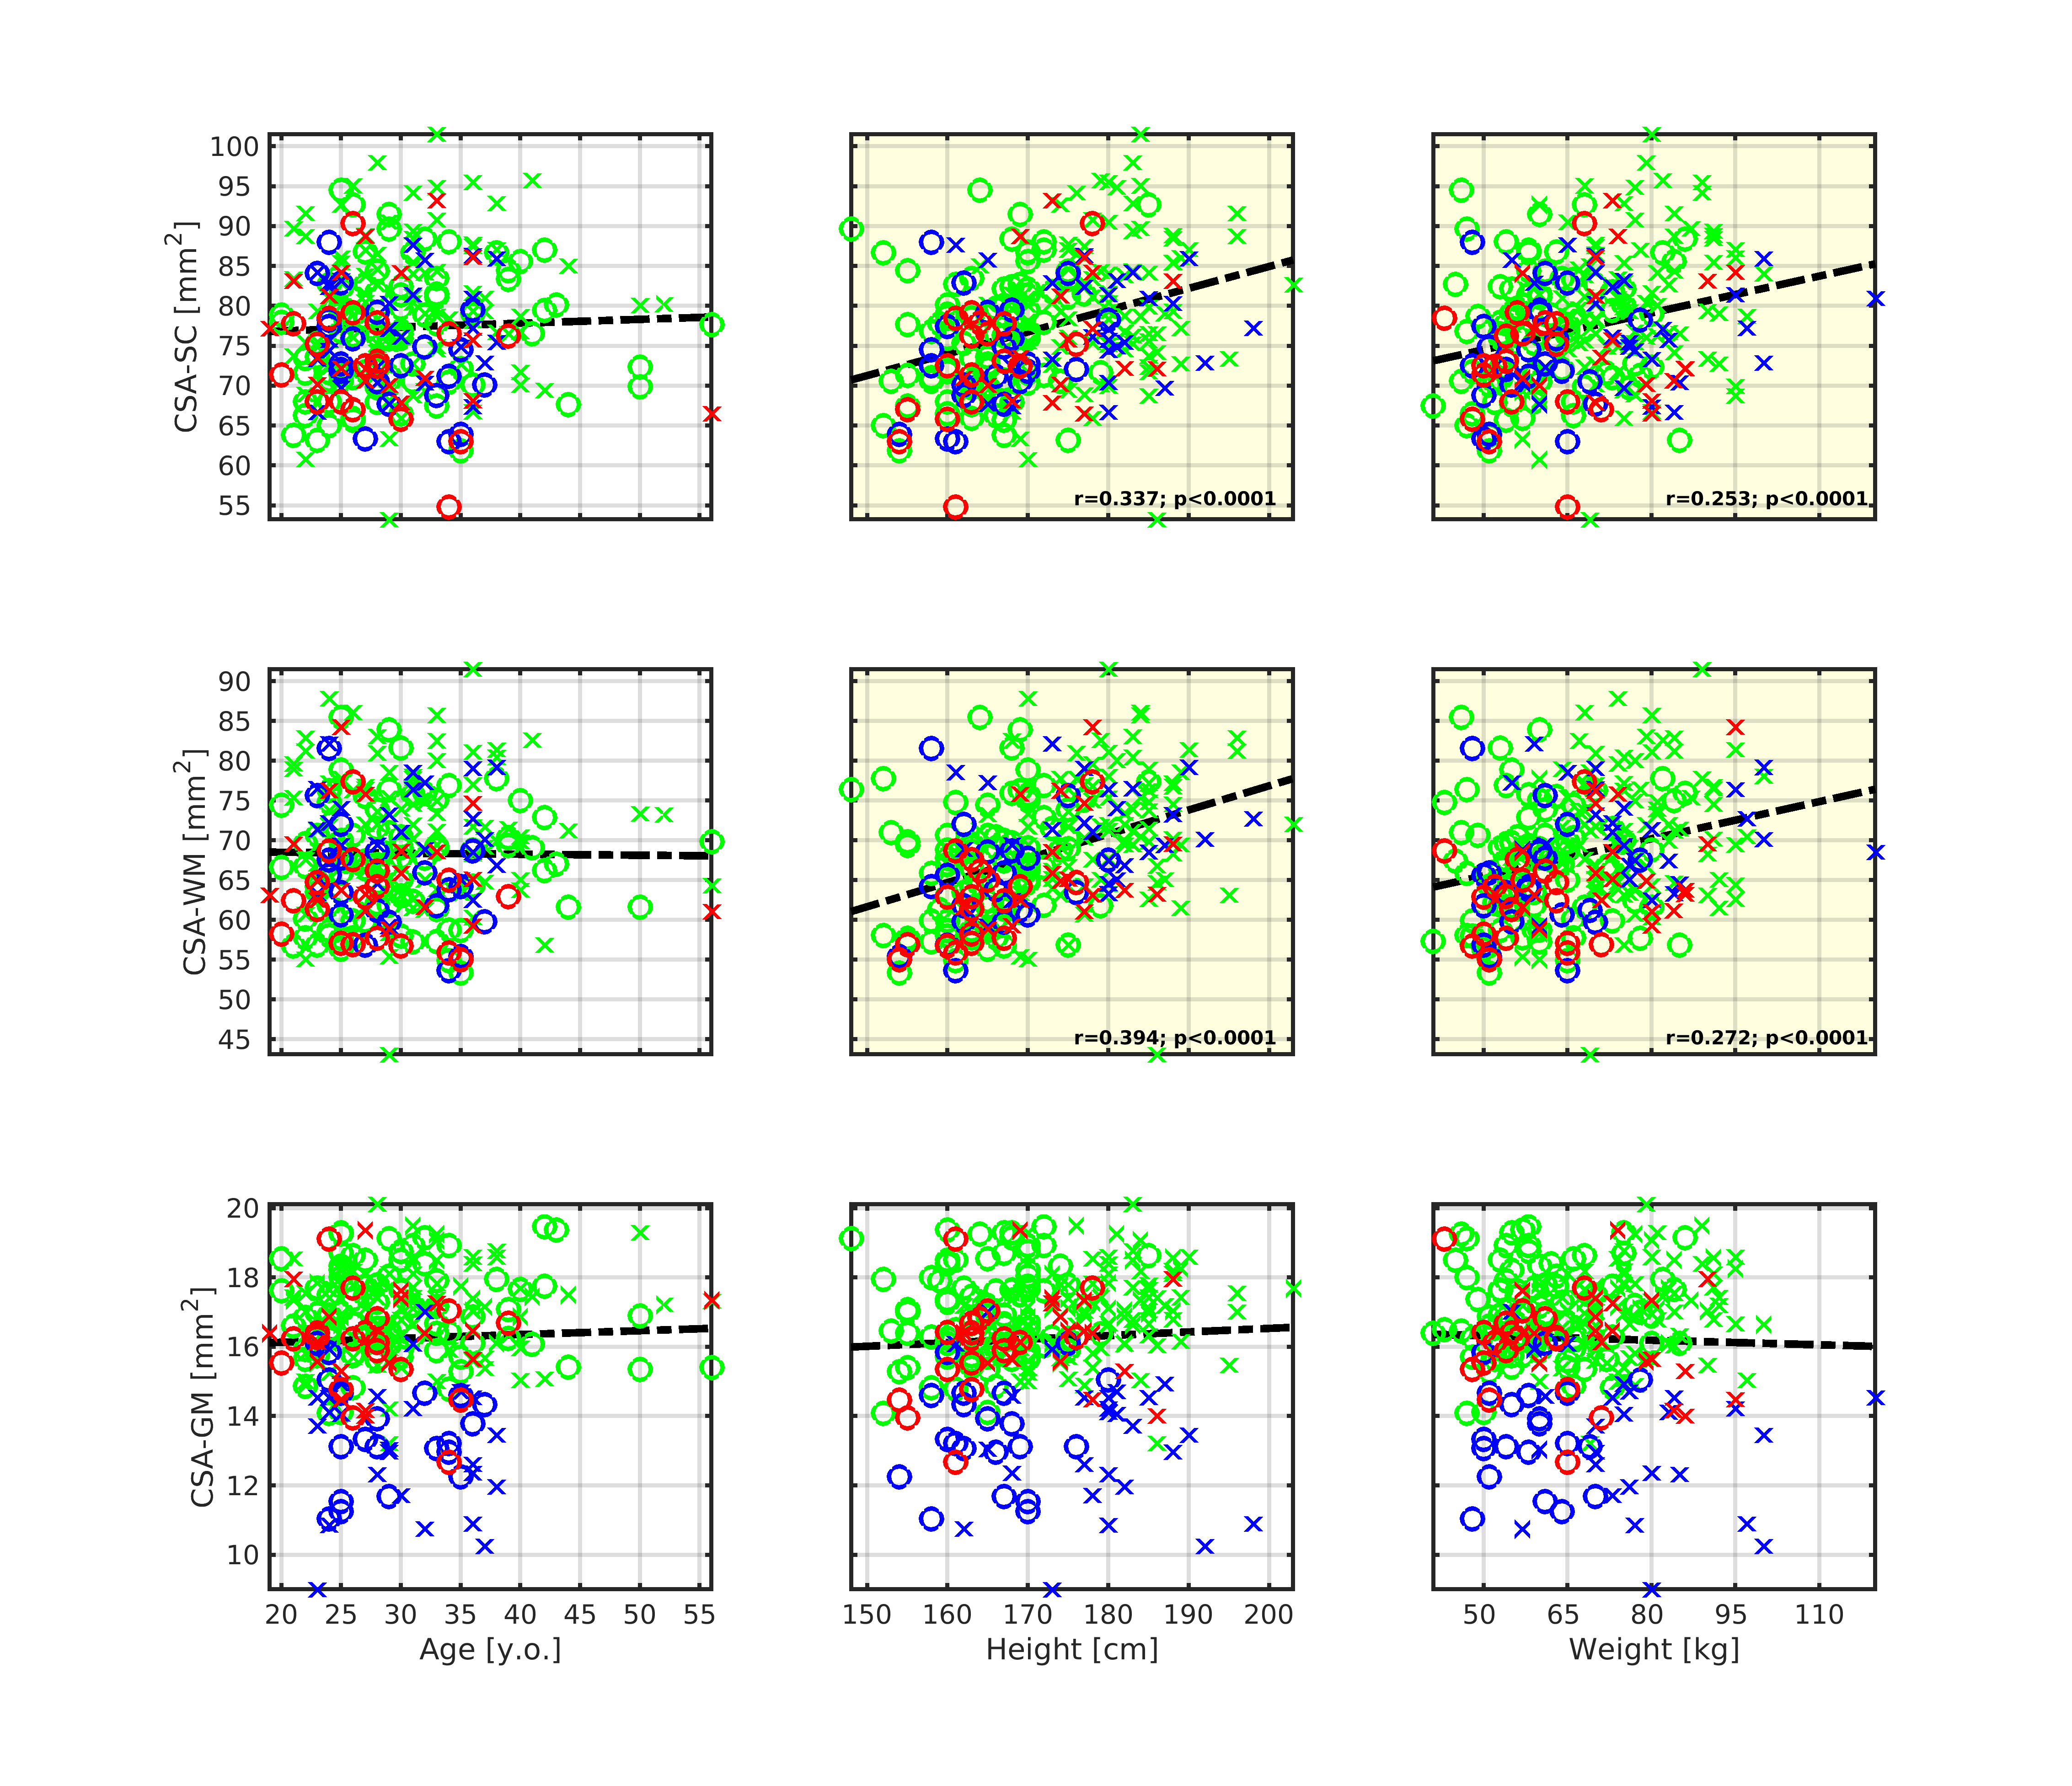 100
95
90
85
80
75
70
65
60
55
CSA-SC [mm²]
r=0.337; p<0.0001
r=0.253; p<0.0001
90
85
80
75
70
65
60
55
50
45
CSA-WM [mm²]
r=0.394; p<0.0001
r=0.272; p<0.0001
20
18
16
14
12
10
CSA-GM [mm²]
20 25 30 35 40 45 50 55
Age [y.o.]
150 160 170 180 190 200
Height [cm]
50 65 80 95 110
Weight [kg]